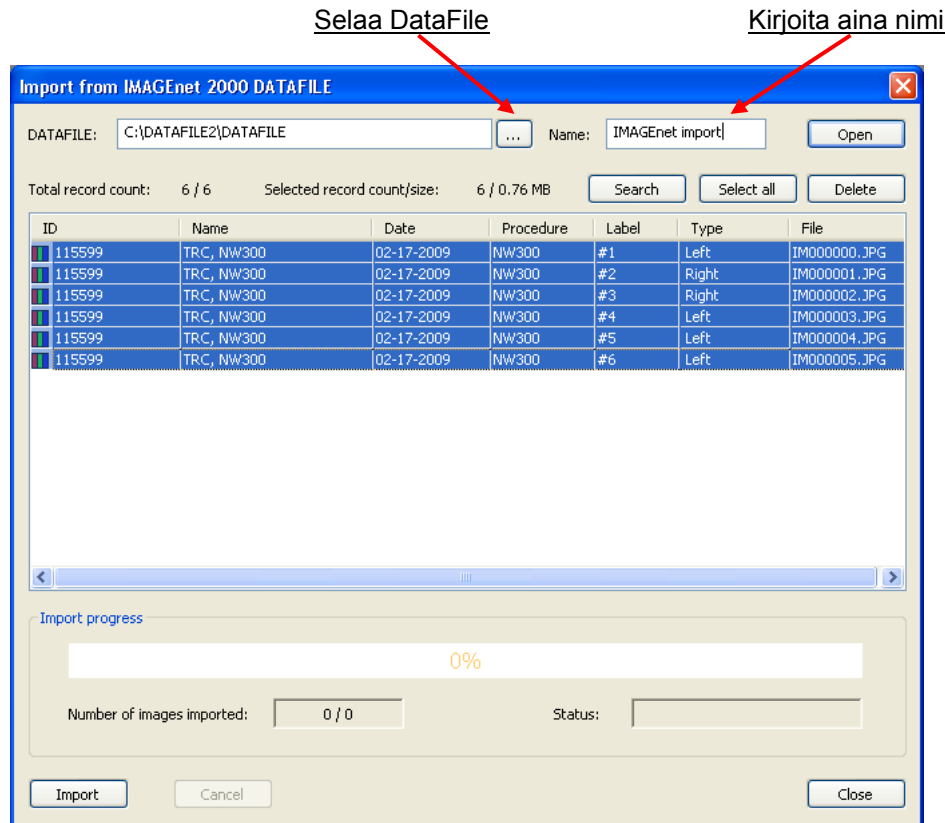 Selaa DataFile Kirjoita aina nimi
Import from IMAGEnet 2000 DATAFILE
DATAFILE: C:\DATAFILE2\DATAFILE ... Name: IMAGEnet import Open
Total record count: 6 / 6 Selected record count/size: 6 / 0.76 MB Search Select all Delete
ID Name Date Procedure Label Type File
115599 TRC, NW300 02-17-2009 NW300 #1 Left IM000000.JPG
115599 TRC, NW300 02-17-2009 NW300 #2 Right IM000001.JPG
115599 TRC, NW300 02-17-2009 NW300 #3 Right IM000002.JPG
115599 TRC, NW300 02-17-2009 NW300 #4 Left IM000003.JPG
115599 TRC, NW300 02-17-2009 NW300 #5 Left IM000004.JPG
115599 TRC, NW300 02-17-2009 NW300 #6 Left IM000005.JPG
Import progress
0%
Number of images imported: 0 / 0 Status:
Import Cancel Close